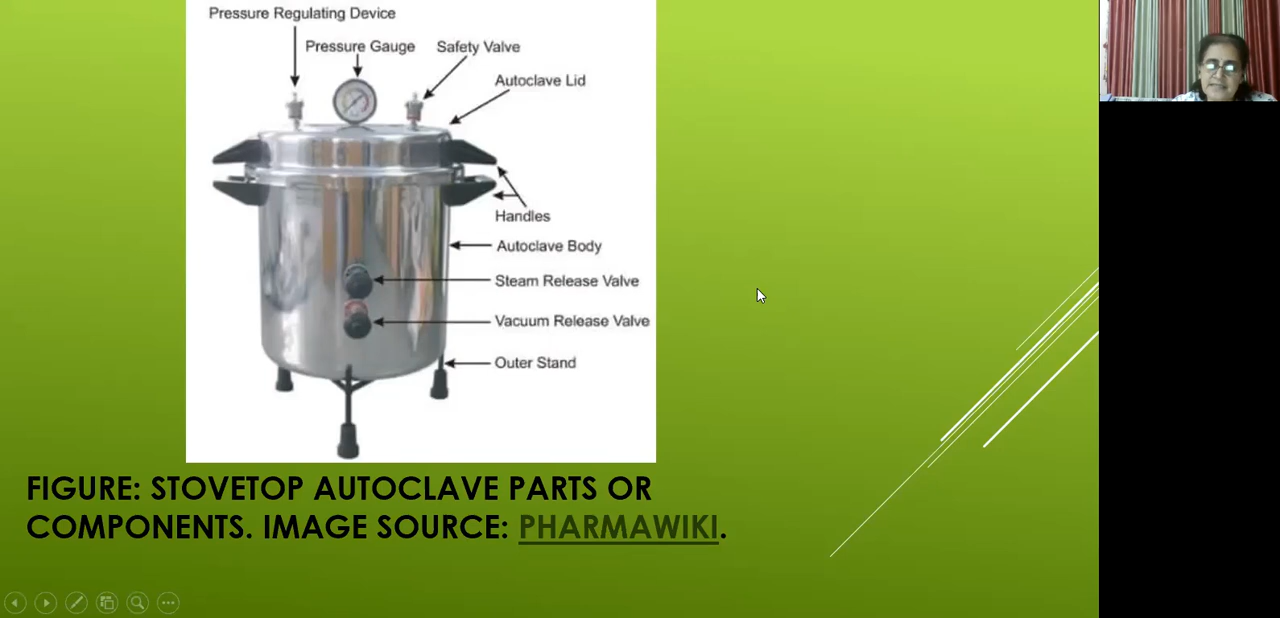 Pressure Regulating Device
Pressure Gauge
Safety Valve
Autoclave Lid
Handles
Autoclave Body
Steam Release Valve
Vacuum Release Valve
Outer Stand
FIGURE: STOVETOP AUTOCLAVE PARTS OR
COMPONENTS. IMAGE SOURCE: PHARMAWIKI.